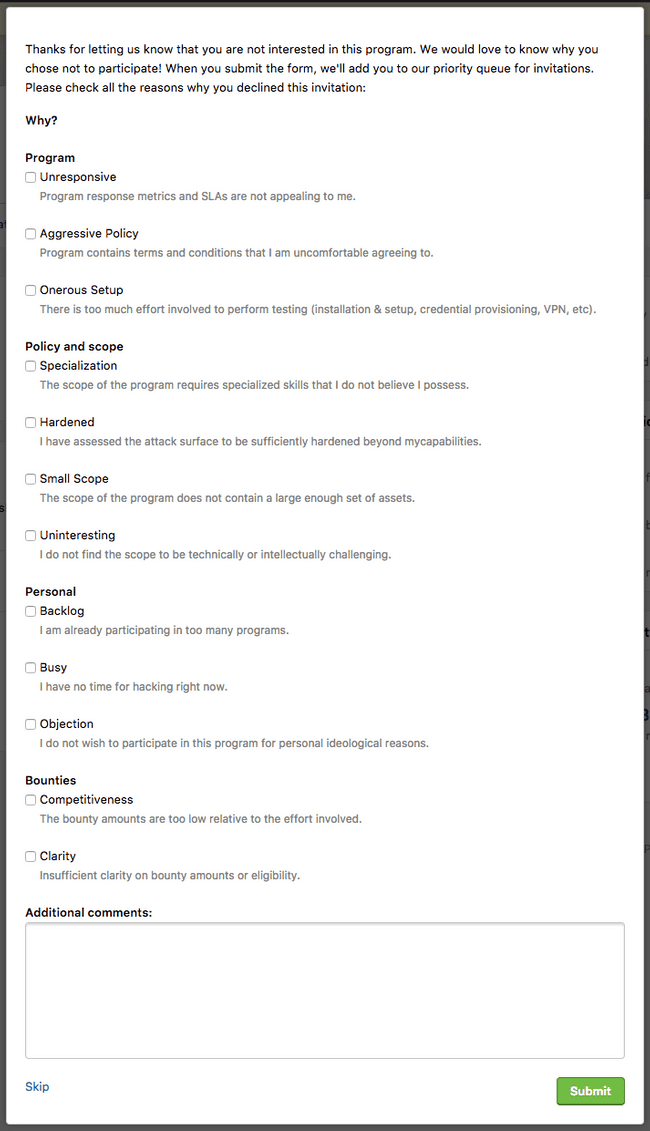 Thanks for letting us know that you are not interested in this program. We would love to know why you
chose not to participate! When you submit the form, we'll add you to our priority queue for invitations.
Please check all the reasons why you declined this invitation:
Why?
Program
Unresponsive
Program response metrics and SLAs are not appealing to me.
Aggressive Policy
Program contains terms and conditions that I am uncomfortable agreeing to.
Onerous Setup
There is too much effort involved to perform testing (installation & setup, credential provisioning, VPN, etc).
Policy and scope
Specialization
The scope of the program requires specialized skills that I do not believe I possess.
Hardened
I have assessed the attack surface to be sufficiently hardened beyond mycapabilities.
Small Scope
The scope of the program does not contain a large enough set of assets.
Uninteresting
I do not find the scope to be technically or intellectually challenging.
Personal
Backlog
I am already participating in too many programs.
Busy
I have no time for hacking right now.
Objection
I do not wish to participate in this program for personal ideological reasons.
Bounties
Competitiveness
The bounty amounts are too low relative to the effort involved.
Clarity
Insufficient clarity on bounty amounts or eligibility.
Additional comments:
Skip
Submit